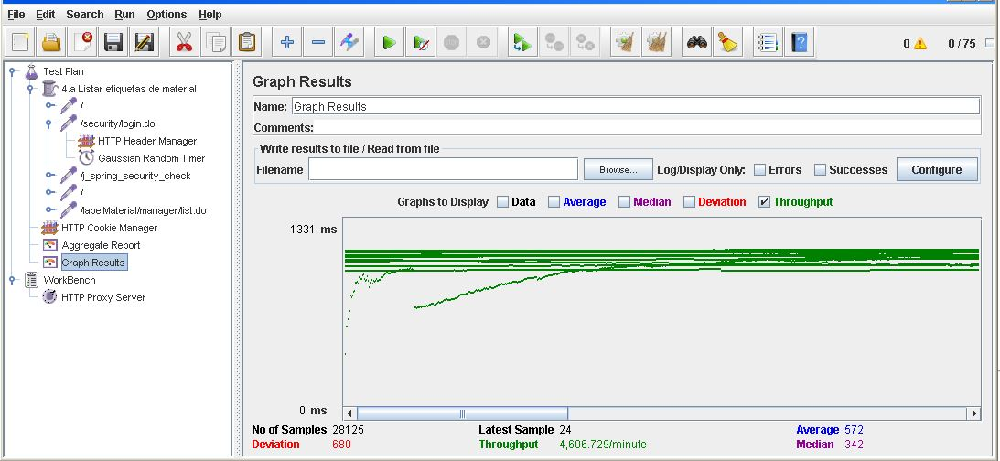 File Edit Search Run Options Help
0 0 / 75
Test Plan
4.a Listar etiquetas de material
/
/security/login.do
HTTP Header Manager
Gaussian Random Timer
/j_spring_security_check
/
/labelMaterial/manager/list.do
HTTP Cookie Manager
Aggregate Report
Graph Results
WorkBench
HTTP Proxy Server
Graph Results
Name: Graph Results
Comments:
Write results to file / Read from file
Filename Browse... Log/Display Only: Errors Successes Configure
Graphs to Display Data Average Median Deviation Throughput
1331 ms
0 ms
No of Samples 28125 Latest Sample 24 Average 572
Deviation 680 Throughput 4,606.729/minute Median 342